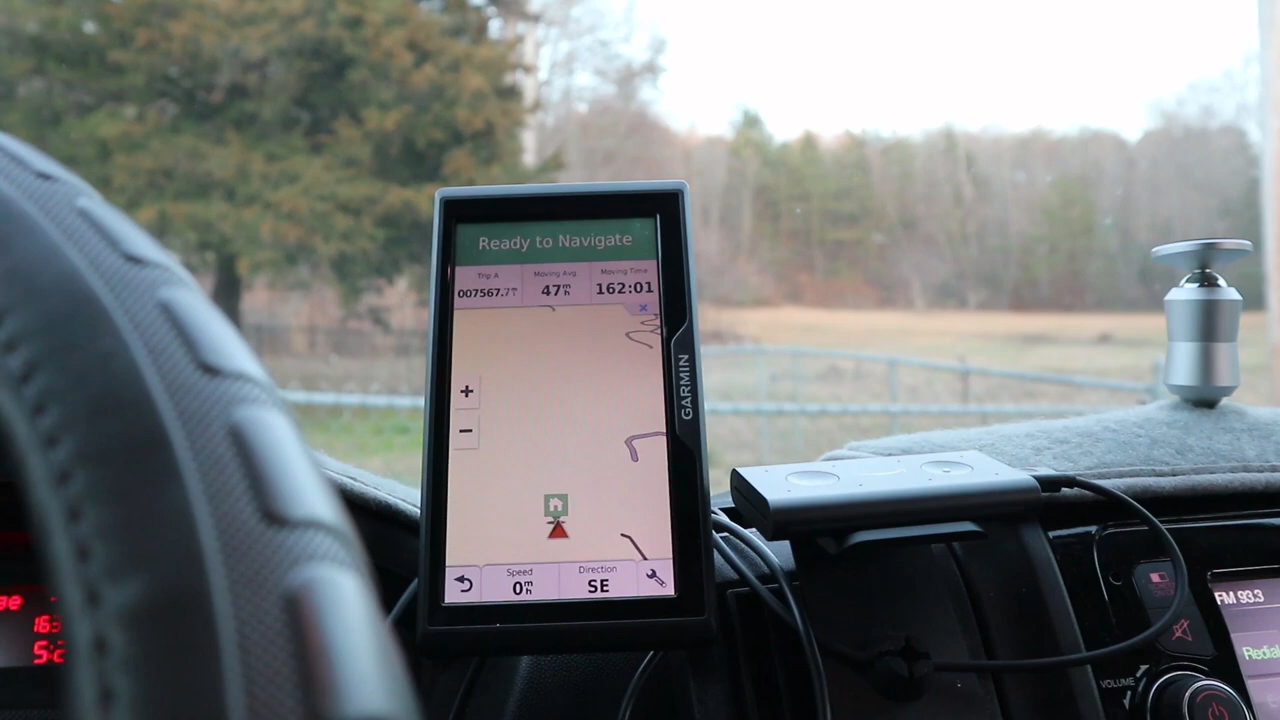 Ready to Navigate
Trip A
Moving Avg
Moving Time
007567.7
47 m/h
162:01
GARMIN
+
−
Speed
Direction
0 m/h
SE
FM 93.3
Redial
VOLUME